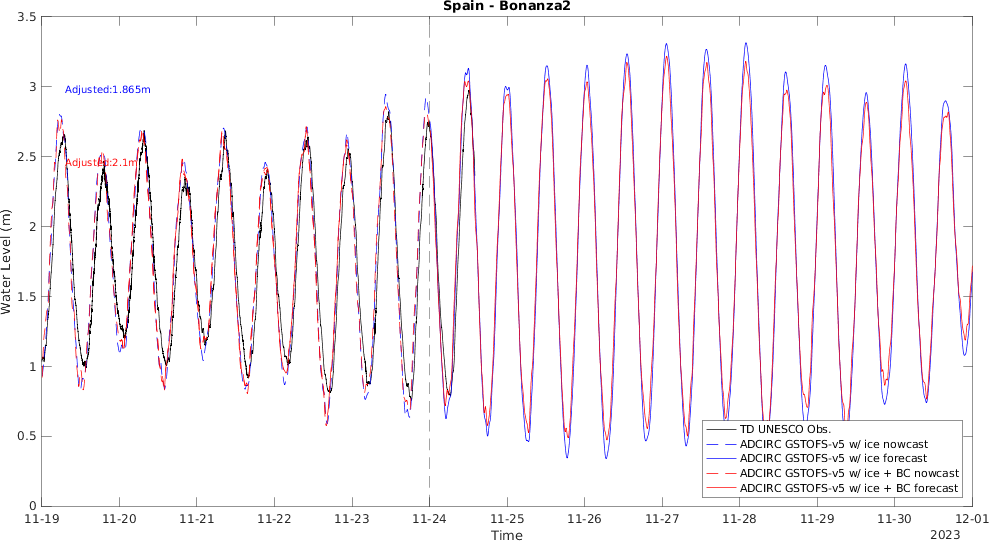 Spain - Bonanza2
3.5
3
2.5
2
1.5
1
0.5
0
Water Level (m)
Adjusted:1.865m
Adjusted:2.1m
TD UNESCO Obs.
ADCIRC GSTOFS-v5 w/ ice nowcast
ADCIRC GSTOFS-v5 w/ ice forecast
ADCIRC GSTOFS-v5 w/ ice + BC nowcast
ADCIRC GSTOFS-v5 w/ ice + BC forecast
11-19 11-20 11-21 11-22 11-23 11-24 11-25 11-26 11-27 11-28 11-29 11-30 12-01
Time
2023